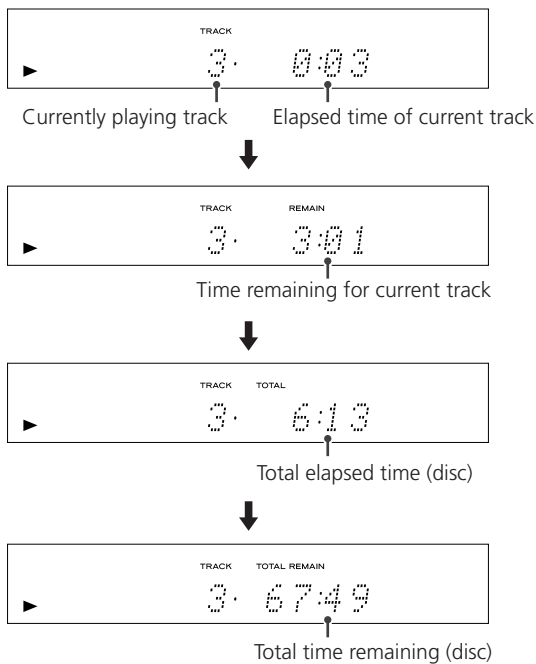 TRACK
3. 0:03
Currently playing track Elapsed time of current track
TRACK REMAIN
3. 3:01
Time remaining for current track
TRACK TOTAL
3. 6:13
Total elapsed time (disc)
TRACK TOTAL REMAIN
3. 67:49
Total time remaining (disc)